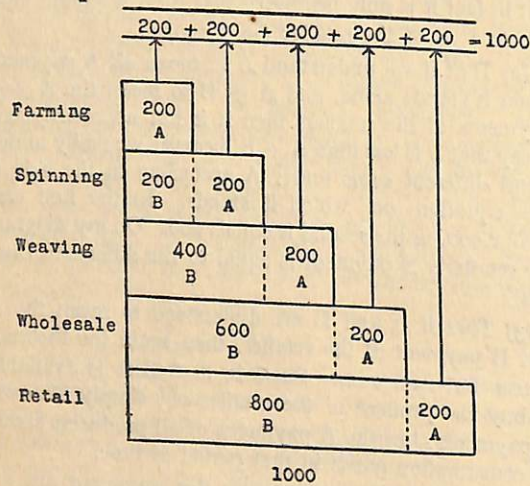 200 + 200 + 200 + 200 + 200 = 1000
Farming
200
A
Spinning
200 200
B A
Weaving
400 200
B A
Wholesale
600 200
B A
Retail
800 200
B A
1000